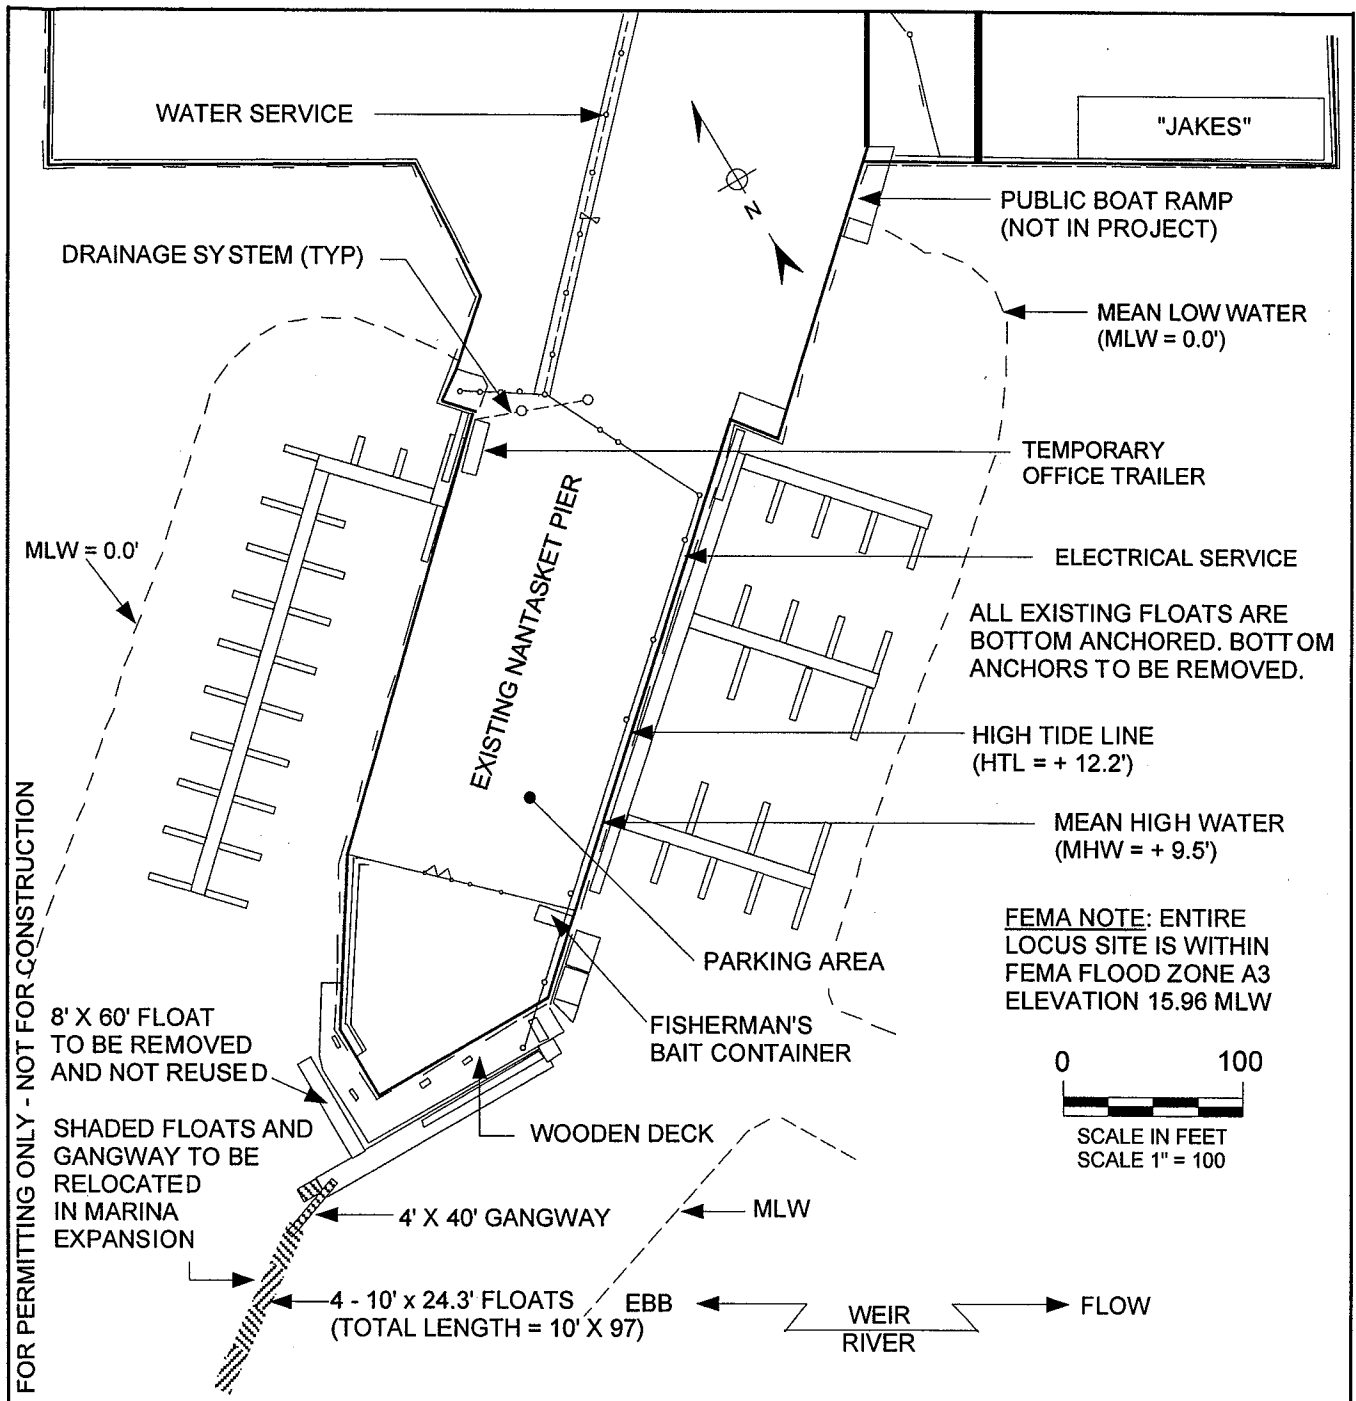 WATER SERVICE
"JAKES"
PUBLIC BOAT RAMP
(NOT IN PROJECT)
N
DRAINAGE SYSTEM (TYP)
MEAN LOW WATER
(MLW = 0.0')
TEMPORARY
OFFICE TRAILER
MLW = 0.0'
EXISTING NANTASKET PIER
ELECTRICAL SERVICE
ALL EXISTING FLOATS ARE
BOTTOM ANCHORED. BOTTOM
ANCHORS TO BE REMOVED.
HIGH TIDE LINE
(HTL = + 12.2')
MEAN HIGH WATER
(MHW = + 9.5')
FEMA NOTE: ENTIRE
LOCUS SITE IS WITHIN
FEMA FLOOD ZONE A3
ELEVATION 15.96 MLW
PARKING AREA
FISHERMAN'S
BAIT CONTAINER
8' X 60' FLOAT
TO BE REMOVED
AND NOT REUSED
0 100
SCALE IN FEET
SCALE 1" = 100
SHADED FLOATS AND
GANGWAY TO BE
RELOCATED
IN MARINA
EXPANSION
WOODEN DECK
4' X 40' GANGWAY
MLW
4 - 10' x 24.3' FLOATS
(TOTAL LENGTH = 10' X 97)
EBB
WEIR
RIVER
FLOW
FOR PERMITTING ONLY - NOT FOR CONSTRUCTION